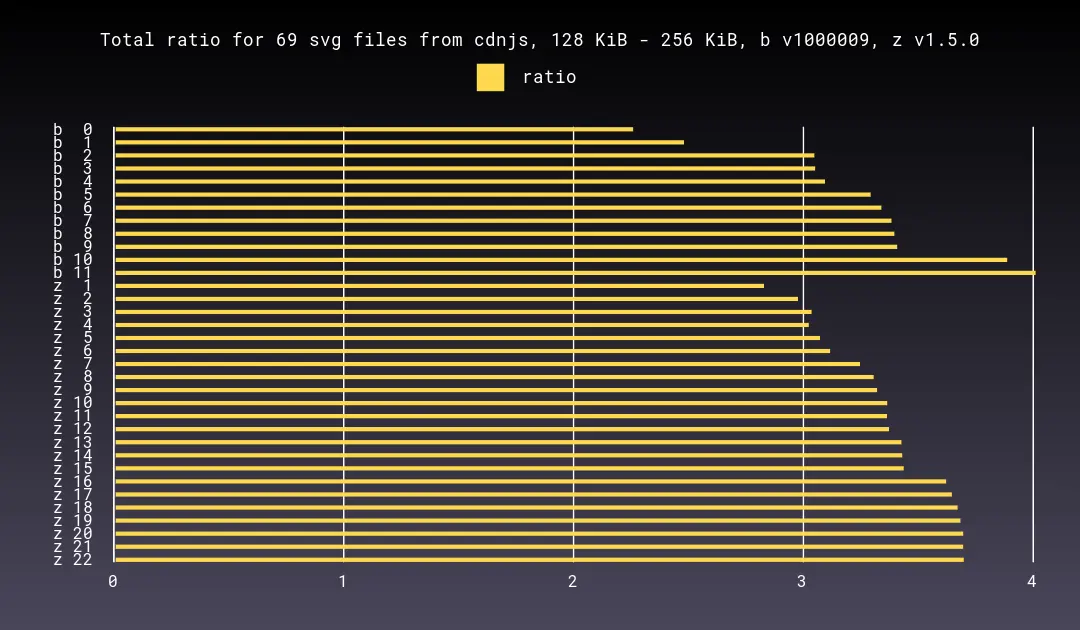 Total ratio for 69 svg files from cdnjs, 128 KiB - 256 KiB, b v1000009, z v1.5.0
ratio
b 0
b 1
b 2
b 3
b 4
b 5
b 6
b 7
b 8
b 9
b 10
b 11
z 1
z 2
z 3
z 4
z 5
z 6
z 7
z 8
z 9
z 10
z 11
z 12
z 13
z 14
z 15
z 16
z 17
z 18
z 19
z 20
z 21
z 22
0 1 2 3 4